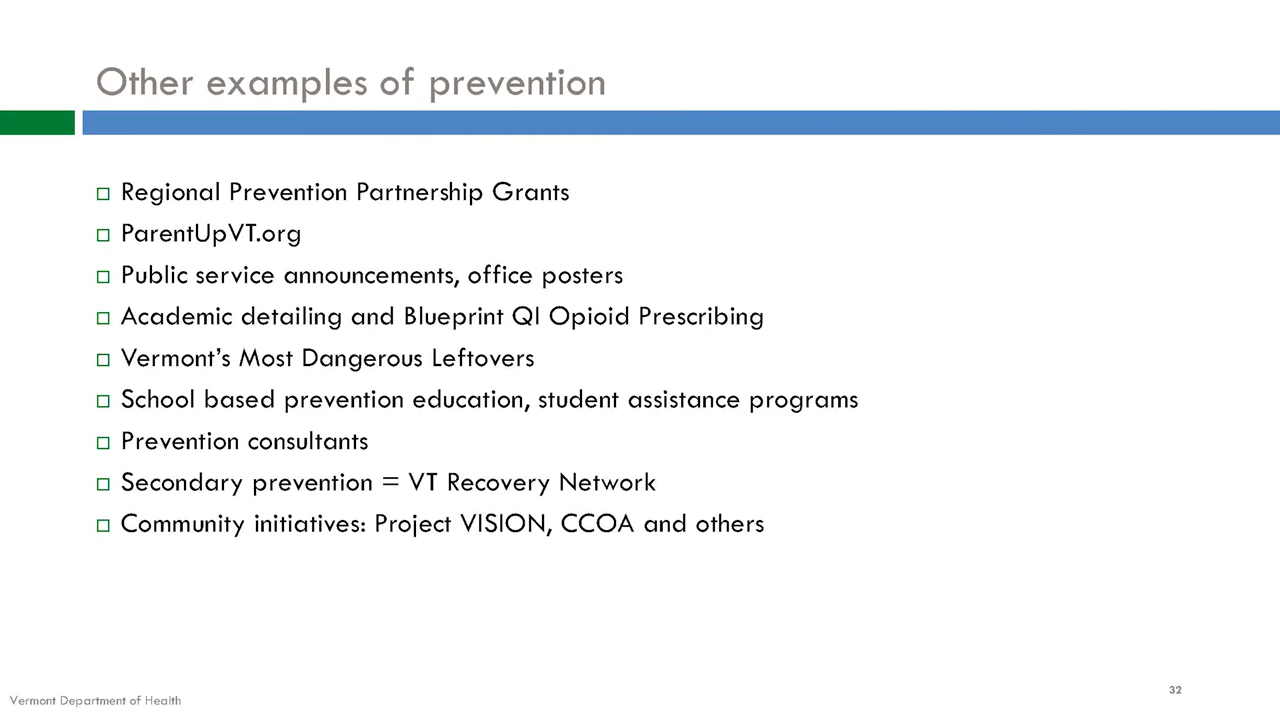 Other examples of prevention
Regional Prevention Partnership Grants
ParentUpVT.org
Public service announcements, office posters
Academic detailing and Blueprint QI Opioid Prescribing
Vermont's Most Dangerous Leftovers
School based prevention education, student assistance programs
Prevention consultants
Secondary prevention = VT Recovery Network
Community initiatives: Project VISION, CCOA and others
32
Vermont Department of Health